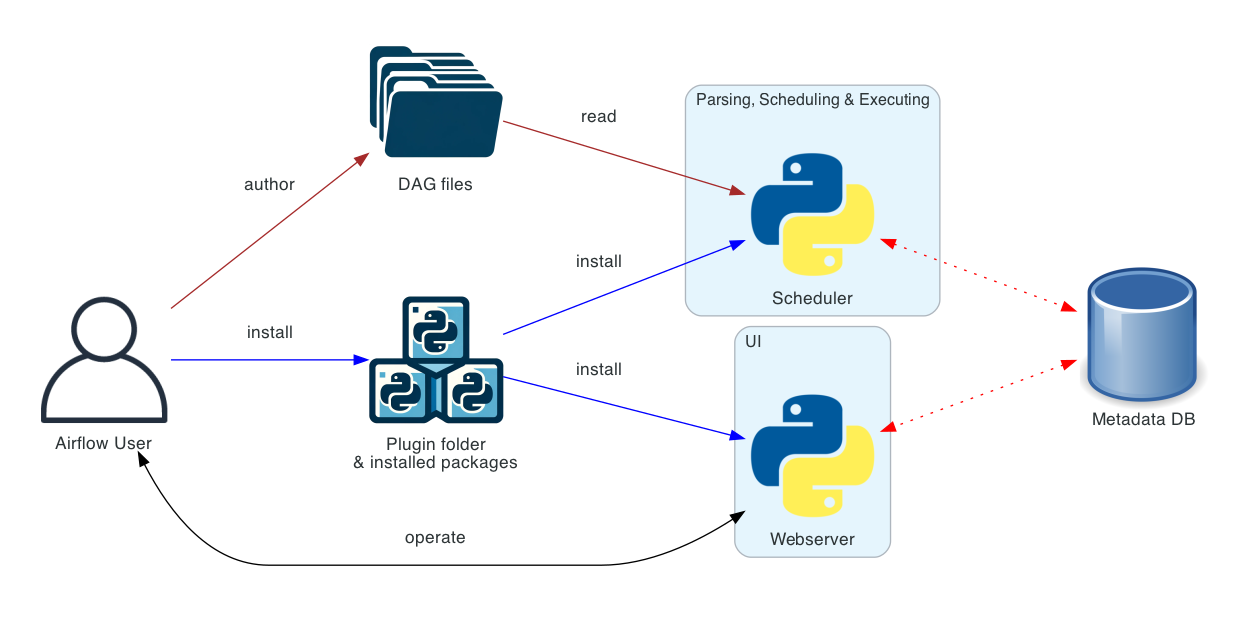 Parsing, Scheduling & Executing
read
author
DAG files
install
Scheduler
install
UI
install
Metadata DB
Airflow User
Plugin folder
& installed packages
operate
Webserver